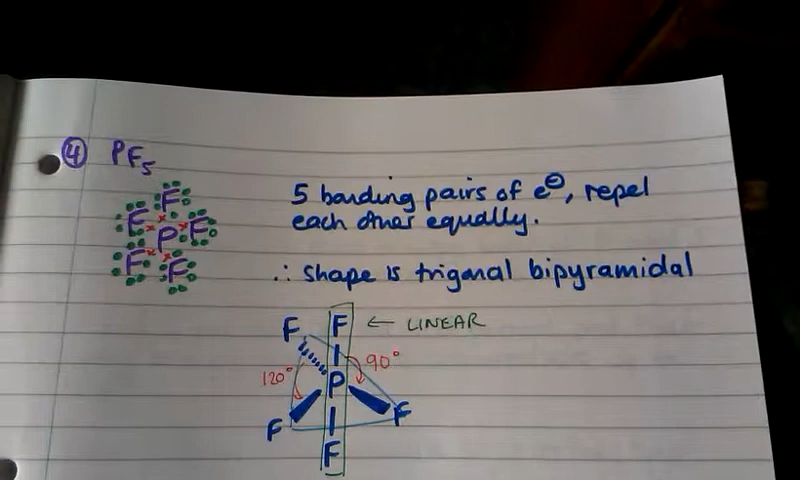 ④ PF₅
F
F F
P
F F
5 bonding pairs of e⊖, repel
each other equally.
∴ shape is trigonal bipyramidal
F F ← LINEAR
120° P 90°
F F
F